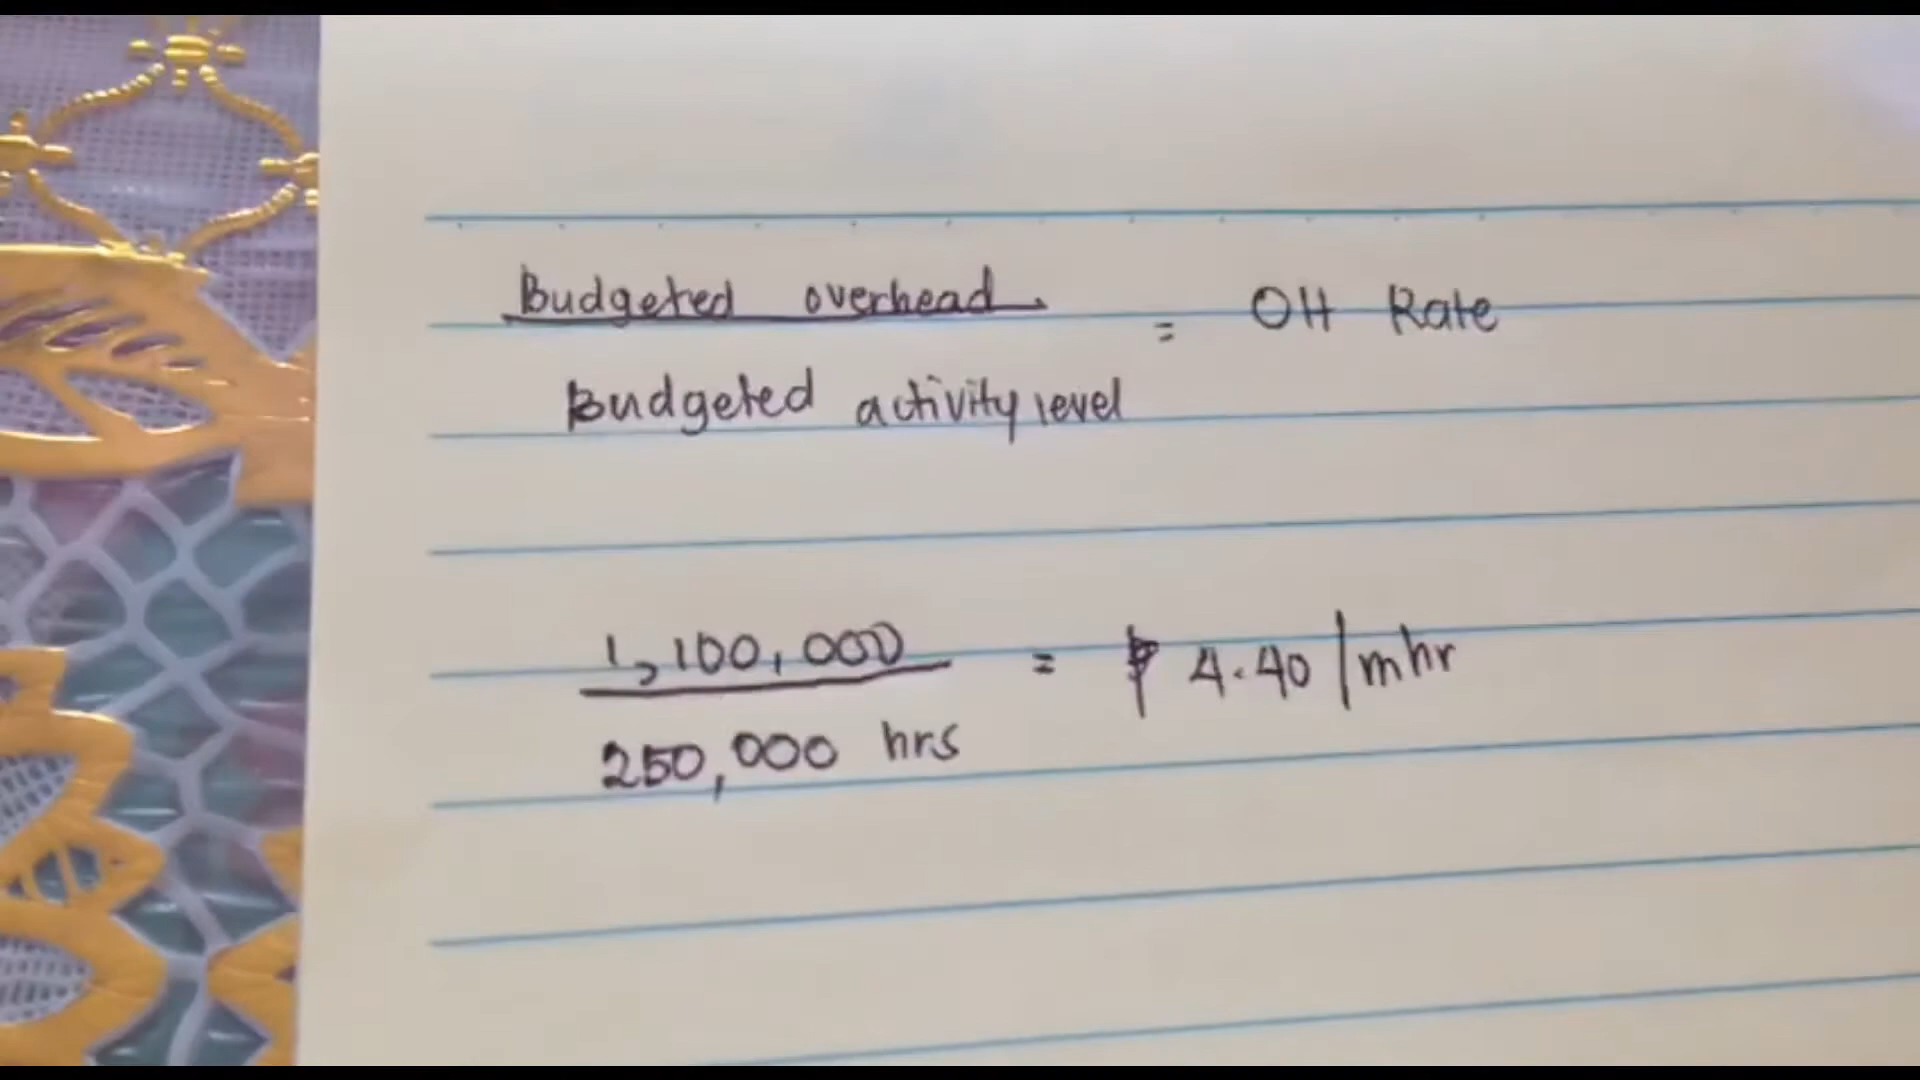 Budgeted overhead = OH Rate
Budgeted activity level
1,100,000 = ₱ 4.40/mhr
250,000 hrs